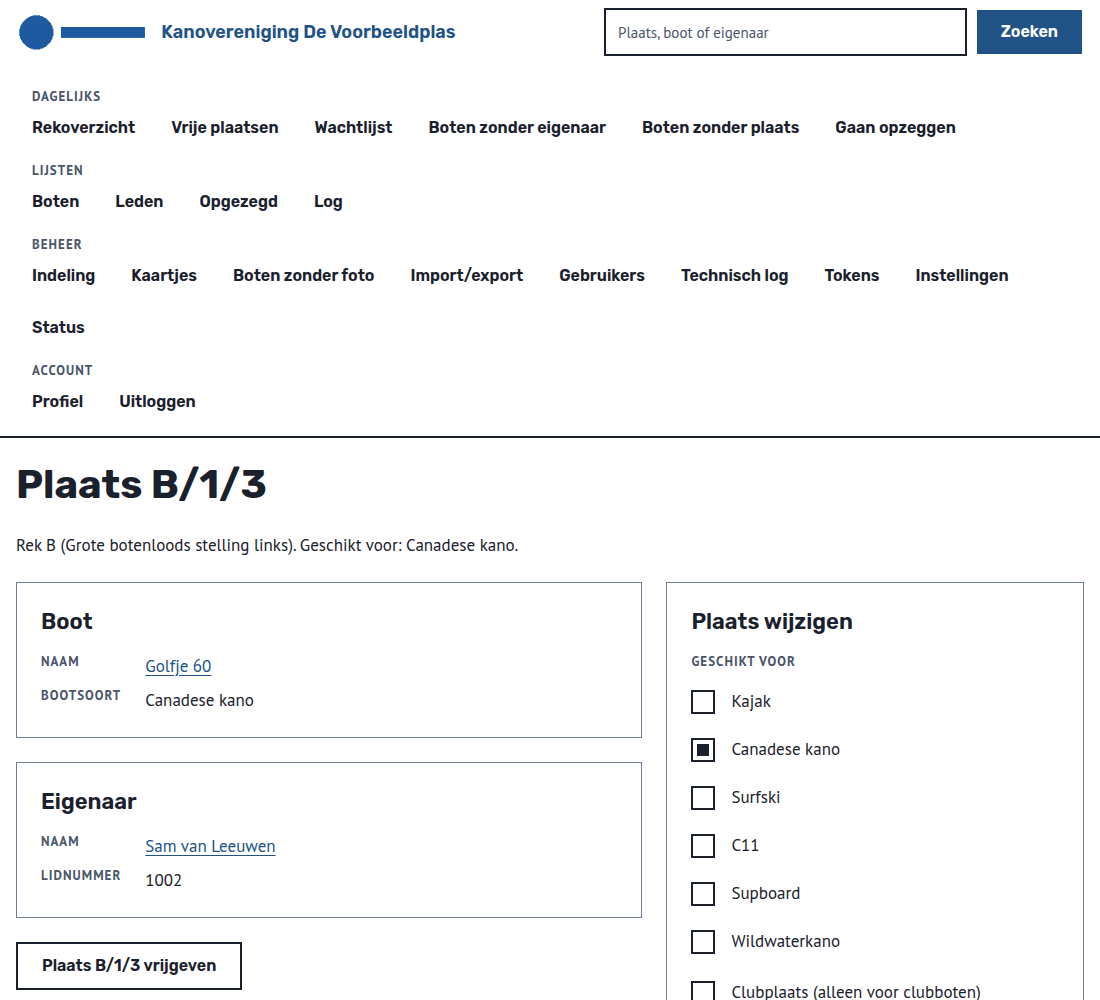 Kanovereniging De Voorbeeldplas
Plaats, boot of eigenaar
Zoeken
DAGELIJKS
Rekoverzicht Vrije plaatsen Wachtlijst Boten zonder eigenaar Boten zonder plaats Gaan opzeggen
LIJSTEN
Boten Leden Opgezegd Log
BEHEER
Indeling Kaartjes Boten zonder foto Import/export Gebruikers Technisch log Tokens Instellingen
Status
ACCOUNT
Profiel Uitloggen
Plaats B/1/3
Rek B (Grote botenloods stelling links). Geschikt voor: Canadese kano.
Boot
NAAM Golfje 60
BOOTSOORT Canadese kano
Eigenaar
NAAM Sam van Leeuwen
LIDNUMMER 1002
Plaats B/1/3 vrijgeven
Plaats wijzigen
GESCHIKT VOOR
Kajak
Canadese kano
Surfski
C11
Supboard
Wildwaterkano
Clubplaats (alleen voor clubboten)